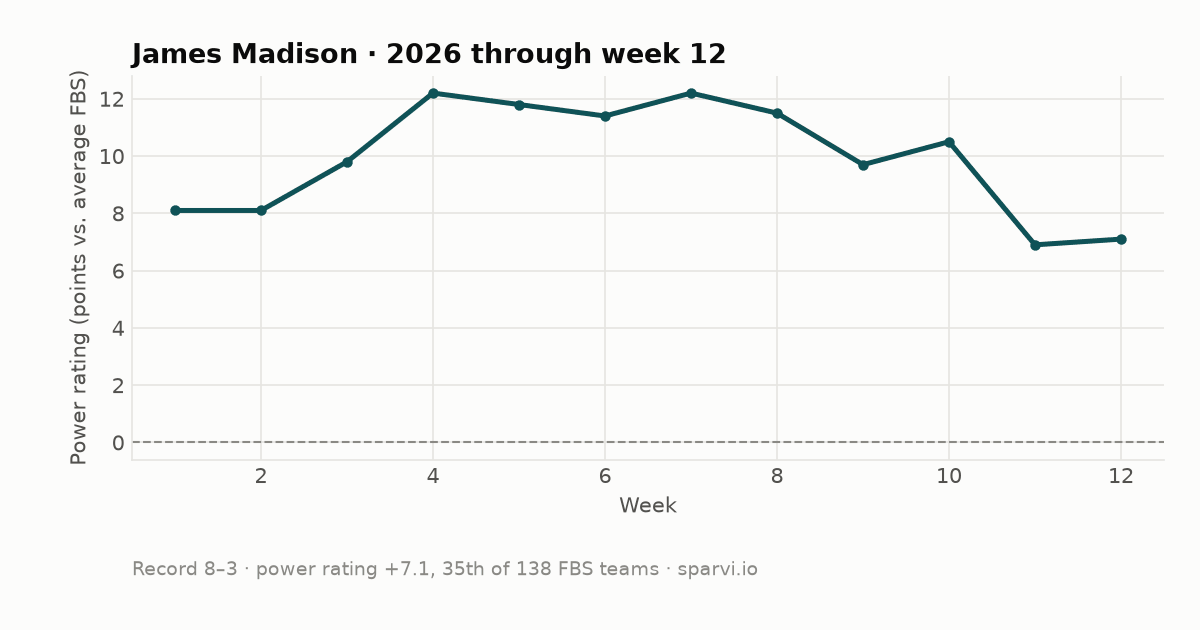 James Madison · 2026 through week 12
Power rating (points vs. average FBS)
12
10
8
6
4
2
0
2 4 6 8 10 12
Week
Record 8–3 · power rating +7.1, 35th of 138 FBS teams · sparvi.io